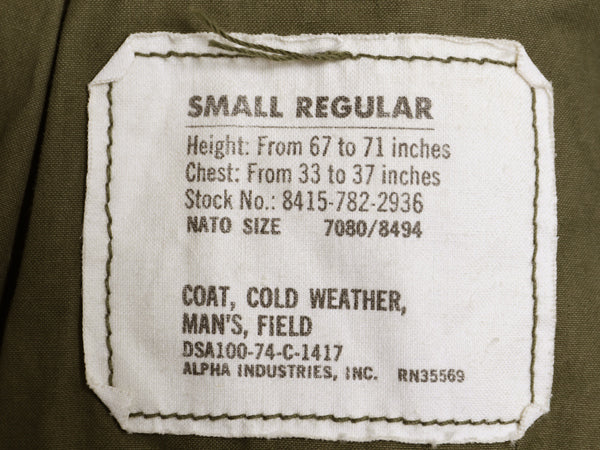 SMALL REGULAR
Height: From 67 to 71 inches
Chest: From 33 to 37 inches
Stock No.: 8415-782-2936
NATO SIZE 7080/8494
COAT, COLD WEATHER,
MAN'S, FIELD
DSA100-74-C-1417
ALPHA INDUSTRIES, INC. RN35569